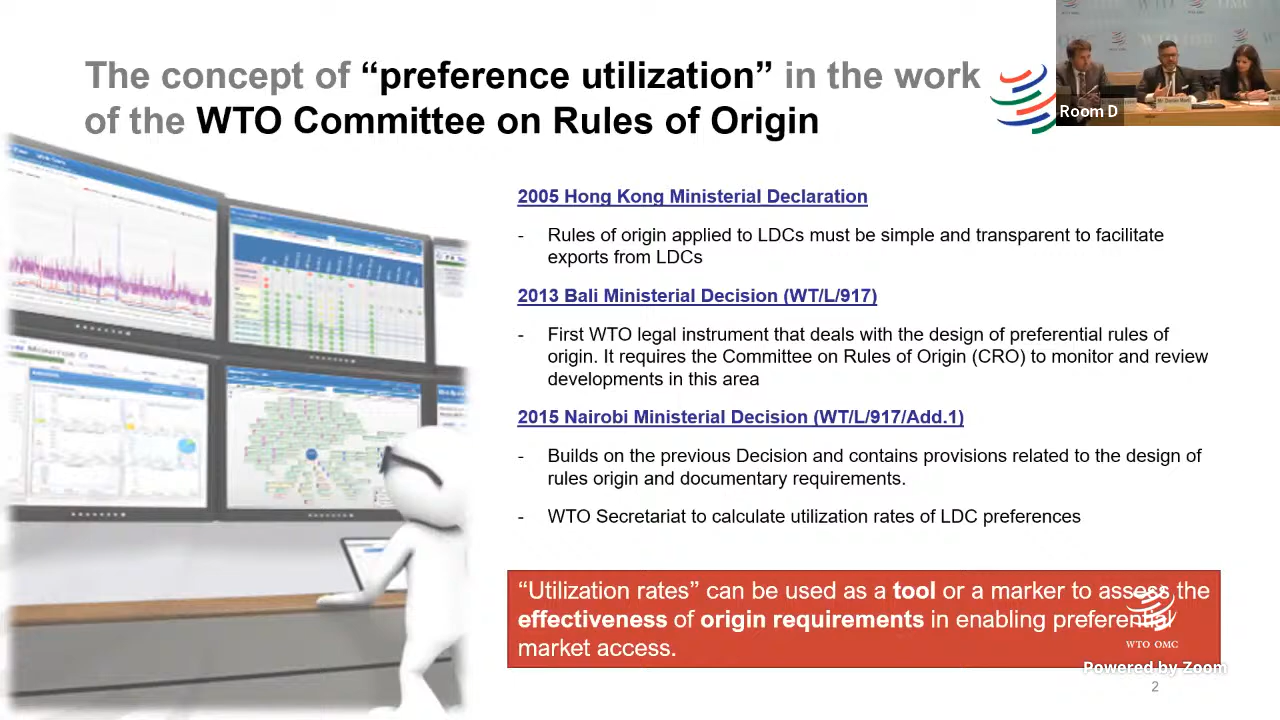 The concept of “preference utilization” in the work
of the WTO Committee on Rules of Origin
Room D
2005 Hong Kong Ministerial Declaration
- Rules of origin applied to LDCs must be simple and transparent to facilitate
exports from LDCs
2013 Bali Ministerial Decision (WT/L/917)
- First WTO legal instrument that deals with the design of preferential rules of
origin. It requires the Committee on Rules of Origin (CRO) to monitor and review
developments in this area
2015 Nairobi Ministerial Decision (WT/L/917/Add.1)
- Builds on the previous Decision and contains provisions related to the design of
rules origin and documentary requirements.
- WTO Secretariat to calculate utilization rates of LDC preferences
“Utilization rates” can be used as a tool or a marker to assess the
effectiveness of origin requirements in enabling preferential
market access.
WTO OMC
Powered by Zoom
2